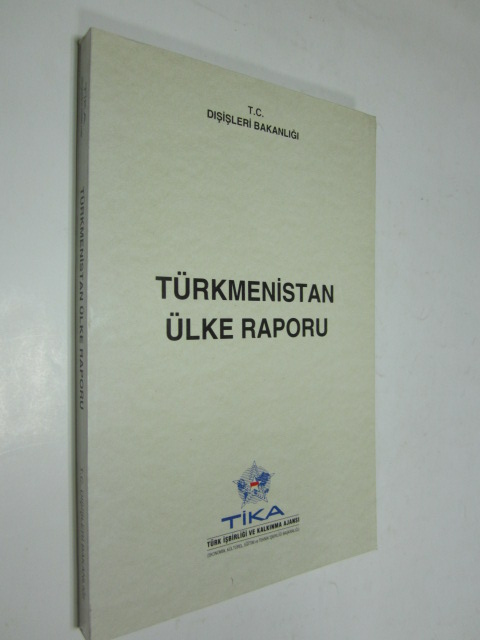 T.C.
DIŞİŞLERİ BAKANLIĞI
TÜRKMENİSTAN
ÜLKE RAPORU
TİKA
TÜRK İŞBİRLİĞİ VE KALKINMA AJANSI
TÜRKMENİSTAN ÜLKE RAPORU